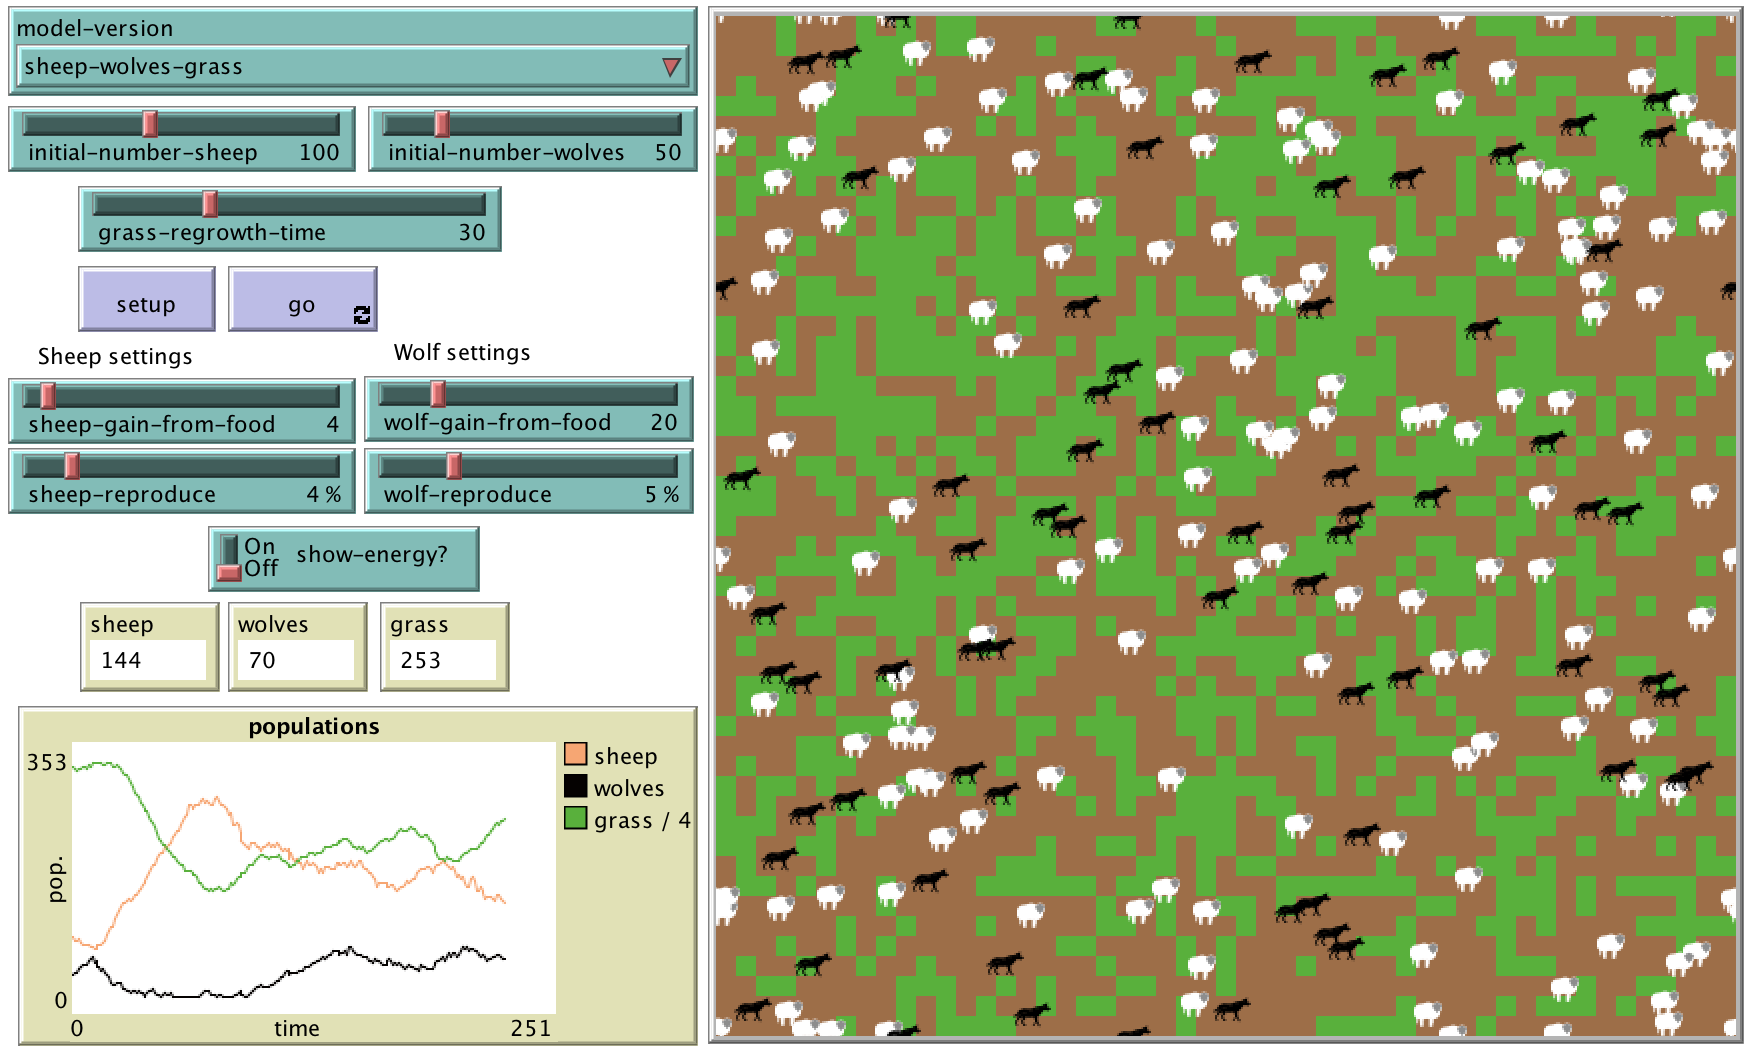 model-version
sheep-wolves-grass
initial-number-sheep 100
initial-number-wolves 50
grass-regrowth-time 30
setup
go
Sheep settings
Wolf settings
sheep-gain-from-food 4
wolf-gain-from-food 20
sheep-reproduce 4 %
wolf-reproduce 5 %
On
Off
show-energy?
sheep
144
wolves
70
grass
253
populations
353
pop.
0
0
time
251
sheep
wolves
grass / 4